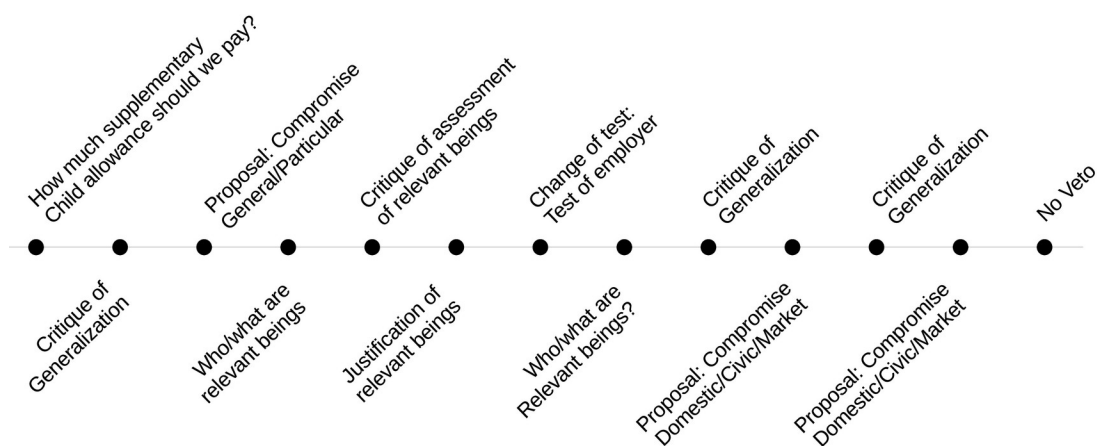 How much supplementary
Child allowance should we pay?
Critique of
Generalization
Proposal: Compromise
General/Particular
Who/what are
relevant beings
Critique of assessment
of relevant beings
Justification of
relevant beings
Change of test:
Test of employer
Who/what are
Relevant beings?
Critique of
Generalization
Proposal: Compromise
Domestic/Civic/Market
Critique of
Generalization
Proposal: Compromise
Domestic/Civic/Market
No Veto